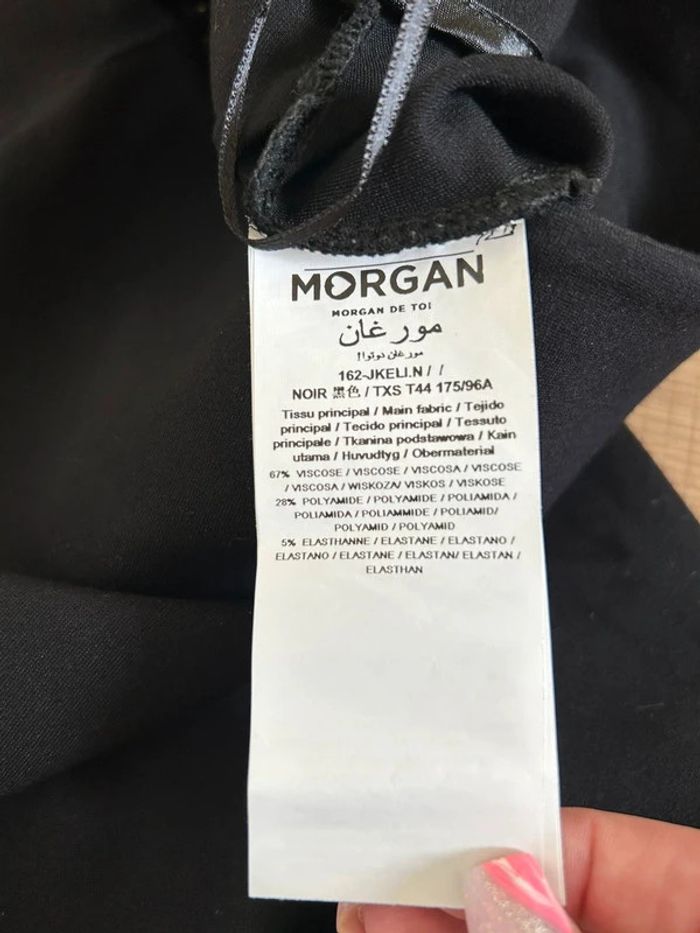 MORGAN
MORGAN DE TOI
مورغان
مورغان دوتوا!
162-JKELI.N / /
NOIR 黑色 / TXS T44 175/96A
Tissu principal / Main fabric / Tejido
principal / Tecido principal / Tessuto
principale / Tkanina podstawowa / Kain
utama / Huvudtyg / Obermaterial
67% VISCOSE / VISCOSE / VISCOSA / VISCOSE
/ VISCOSA / WISKOZA/ VISKOS / VISKOSE
28% POLYAMIDE / POLYAMIDE / POLIAMIDA /
POLIAMIDA / POLIAMMIDE / POLIAMID/
POLYAMID / POLYAMID
5% ELASTHANNE / ELASTANE / ELASTANO /
ELASTANO / ELASTANE / ELASTAN/ ELASTAN /
ELASTHAN